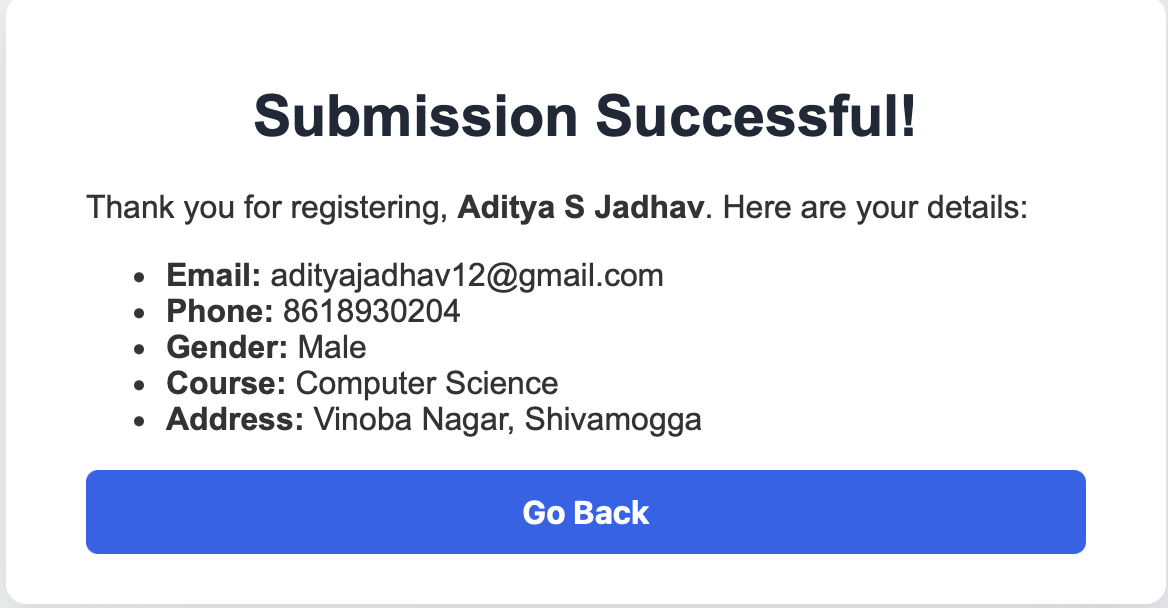 Submission Successful!
Thank you for registering, Aditya S Jadhav. Here are your details:
• Email: adityajadhav12@gmail.com
• Phone: 8618930204
• Gender: Male
• Course: Computer Science
• Address: Vinoba Nagar, Shivamogga
Go Back